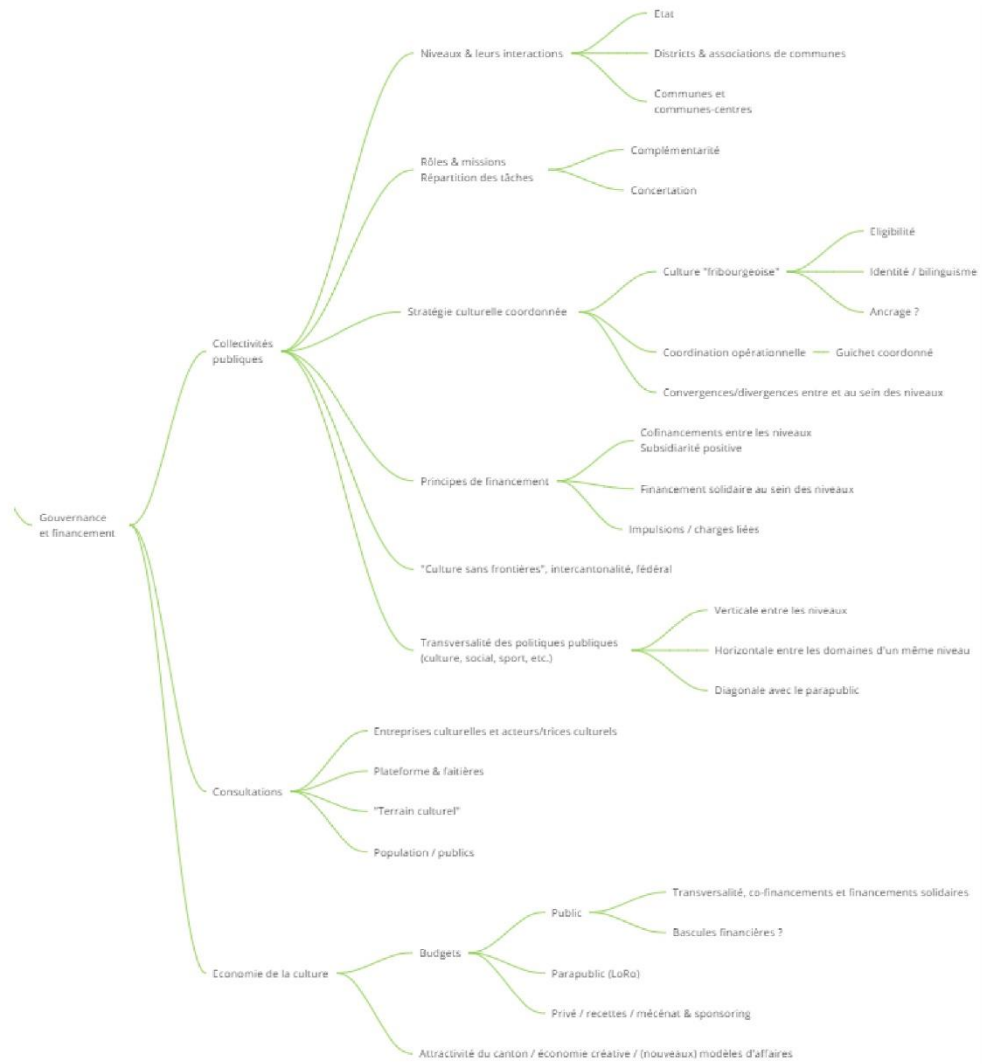 Gouvernance
et financement
Collectivités
publiques
Niveaux & leurs interactions
Etat
Districts & associations de communes
Communes et
communes-centres
Rôles & missions
Répartition des tâches
Complémentarité
Concertation
Stratégie culturelle coordonnée
Culture "fribourgeoise"
Eligibilité
Identité / bilinguisme
Ancrage ?
Coordination opérationnelle
Guichet coordonné
Convergences/divergences entre et au sein des niveaux
Principes de financement
Cofinancements entre les niveaux
Subsidiarité positive
Financement solidaire au sein des niveaux
Impulsions / charges liées
"Culture sans frontières", intercantonalité, fédéral
Transversalité des politiques publiques
(culture, social, sport, etc.)
Verticale entre les niveaux
Horizontale entre les domaines d'un même niveau
Diagonale avec le parapublic
Consultations
Entreprises culturelles et acteurs/trices culturels
Plateforme & faitières
"Terrain culturel"
Population / publics
Economie de la culture
Budgets
Public
Transversalité, co-financements et financements solidaires
Bascules financières ?
Parapublic (LoRo)
Privé / recettes / mécénat & sponsoring
Attractivité du canton / économie créative / (nouveaux) modèles d'affaires